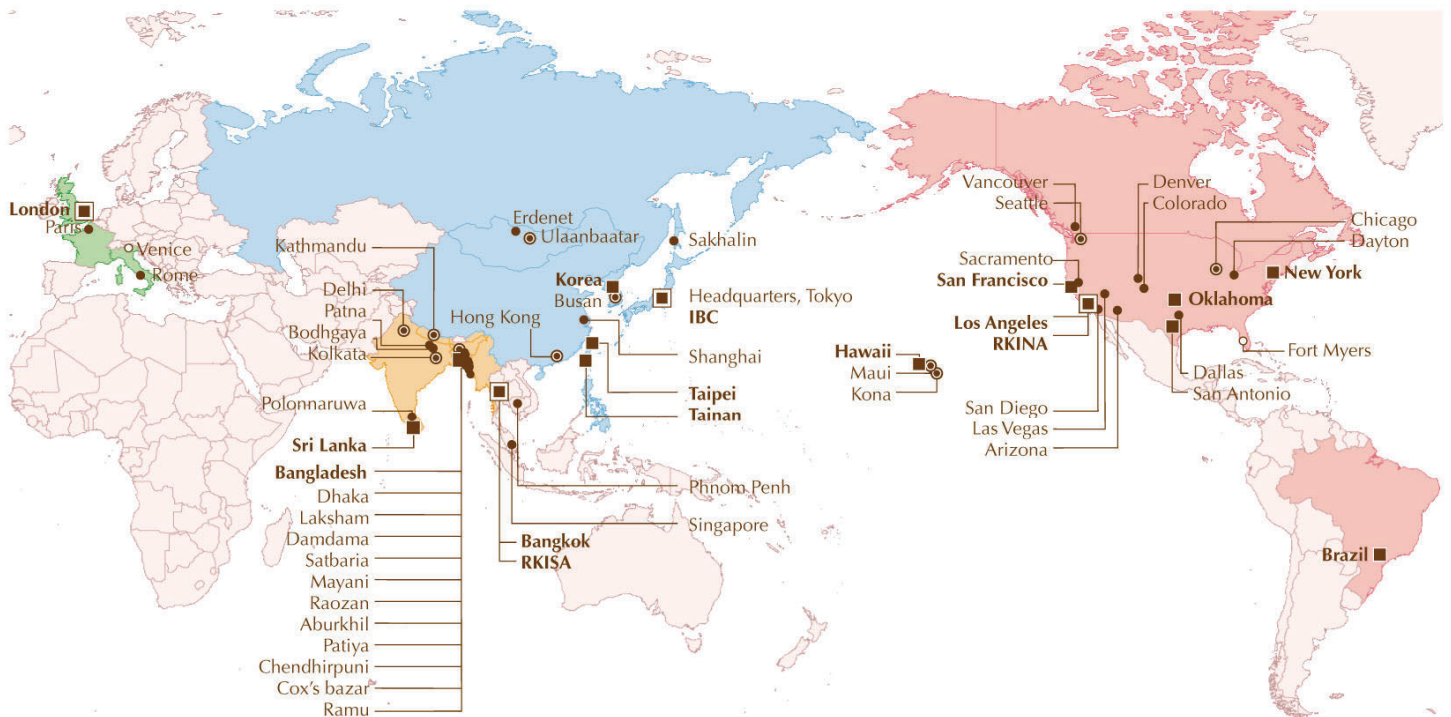 London
Paris
Venice
Rome
Erdenet
Ulaanbaatar
Sakhalin
Kathmandu
Korea
Busan
Headquarters, Tokyo
IBC
Delhi
Patna
Bodhgaya
Kolkata
Hong Kong
Shanghai
Taipei
Tainan
Polonnaruwa
Sri Lanka
Bangladesh
Dhaka
Laksham
Damdama
Satbaria
Mayani
Raozan
Aburkhil
Patiya
Chendhirpuni
Cox's bazar
Ramu
Phnom Penh
Singapore
Bangkok
RKISA
Vancouver
Seattle
Denver
Colorado
Chicago
Dayton
Sacramento
San Francisco
New York
Oklahoma
Los Angeles
RKINA
Hawaii
Maui
Kona
Fort Myers
Dallas
San Antonio
San Diego
Las Vegas
Arizona
Brazil